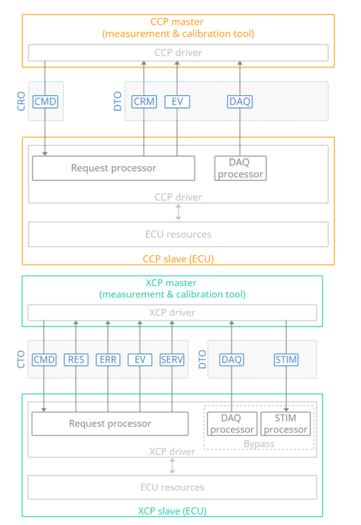 CCP master
(measurement & calibration tool)
CCP driver
CRO
CMD
DTO
CRM
EV
DAQ
Request processor
DAQ
processor
CCP driver
ECU resources
CCP slave (ECU)
XCP master
(measurement & calibration tool)
XCP driver
CTO
CMD
RES
ERR
EV
SERV
DTO
DAQ
STIM
Request processor
DAQ
processor
STIM
processor
Bypass
XCP driver
ECU resources
XCP slave (ECU)